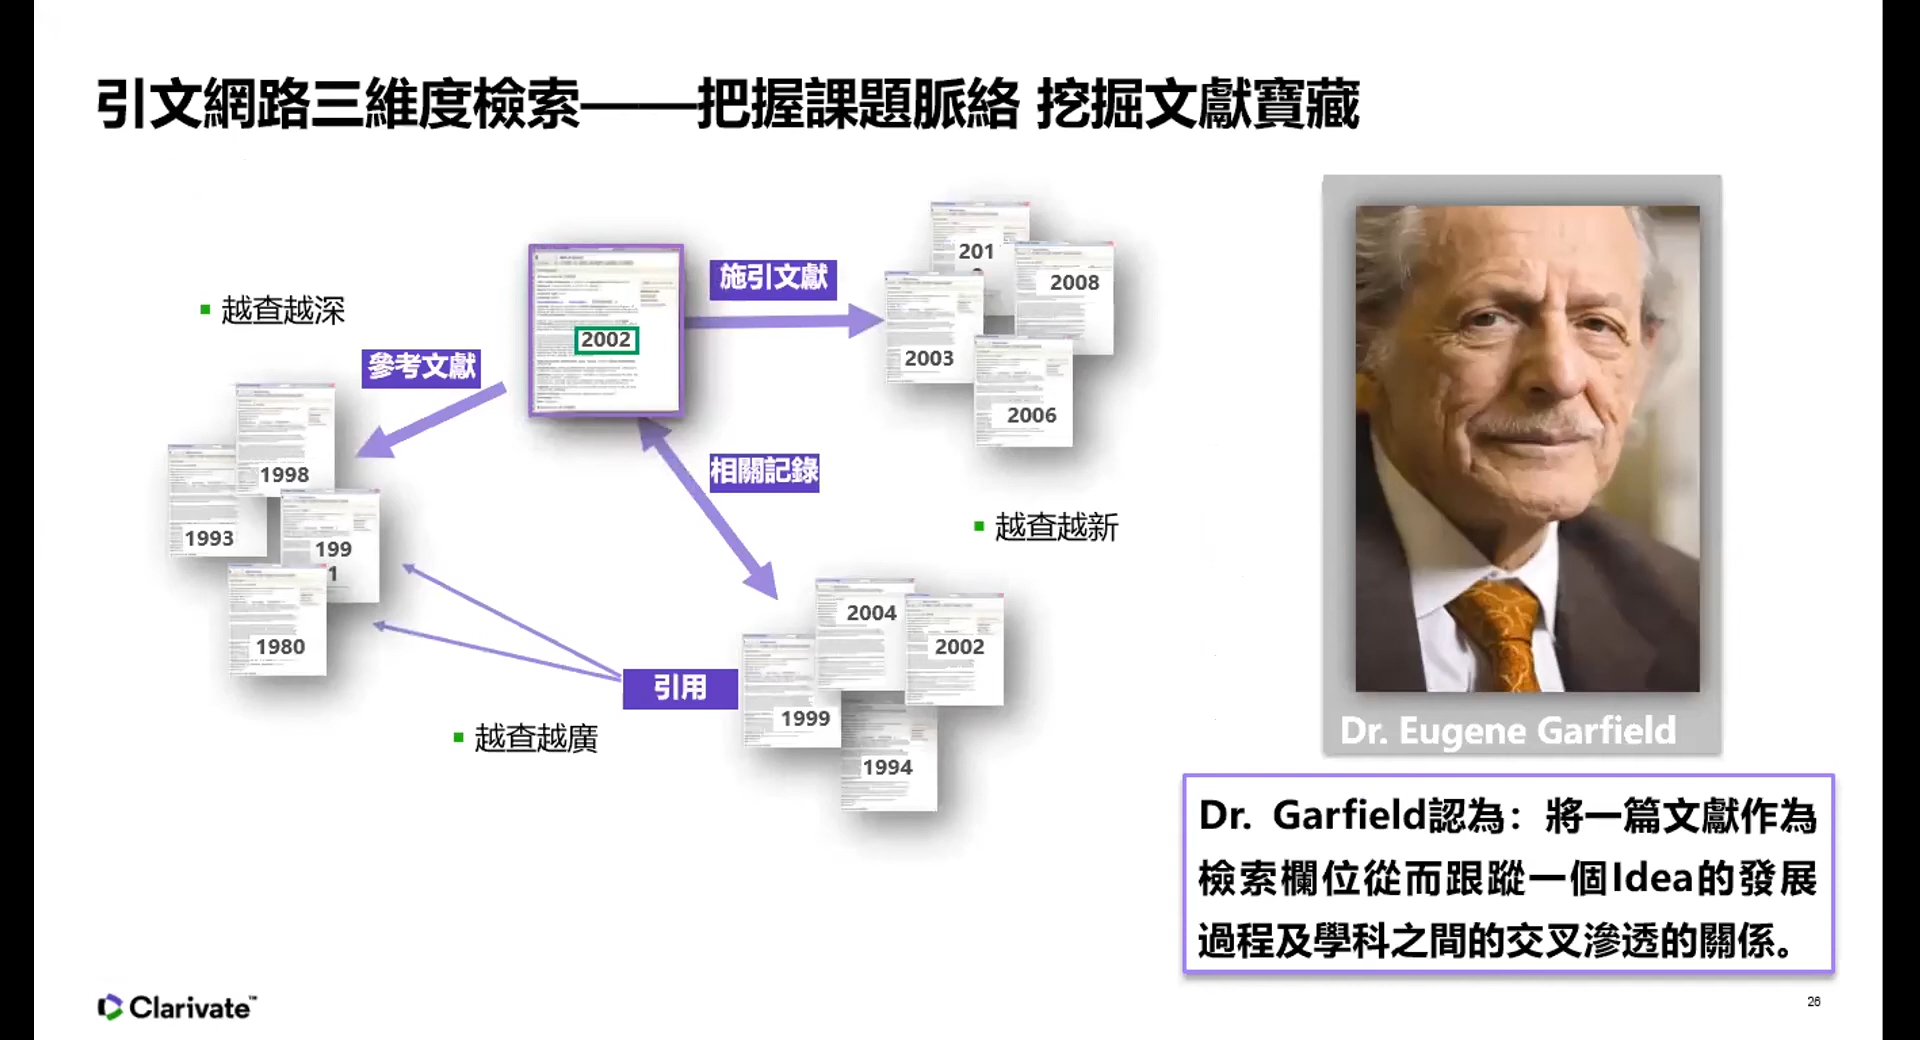 引文網路三維度檢索——把握課題脈絡 挖掘文獻寶藏
越查越深
參考文獻
2002
施引文獻
201
2008
2003
2006
相關記錄
越查越新
1998
1993
199
1
1980
引用
越查越廣
2004
2002
1999
1994
Dr. Eugene Garfield
Dr. Garfield認為：將一篇文獻作為
檢索欄位從而跟蹤一個Idea的發展
過程及學科之間的交叉滲透的關係。
Clarivate™
26